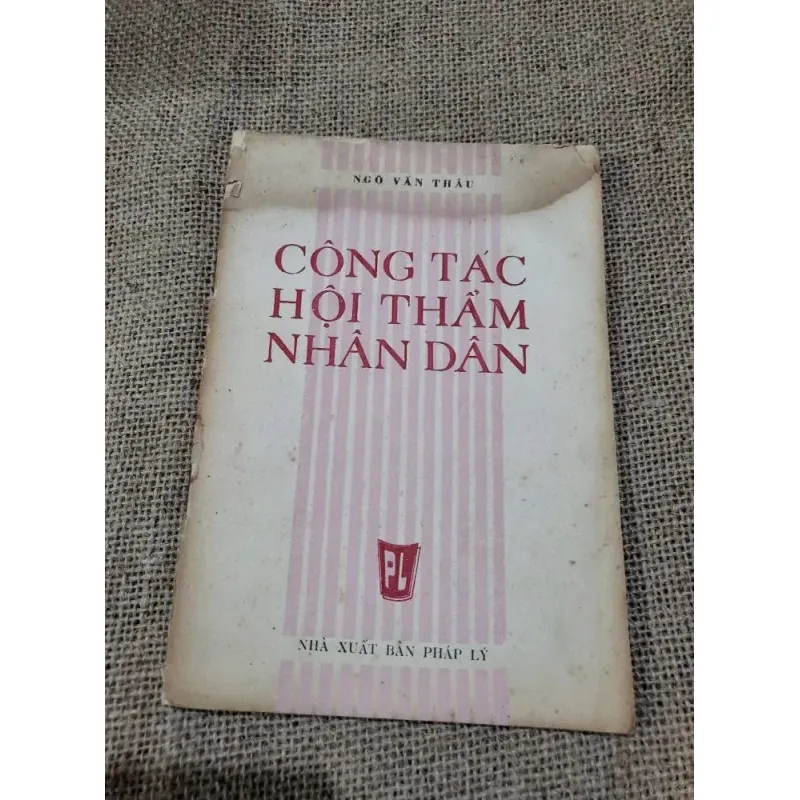 NGÔ VĂN THÂU
CÔNG TÁC
HỘI THẨM
NHÂN DÂN
PL
NHÀ XUẤT BẢN PHÁP LÝ